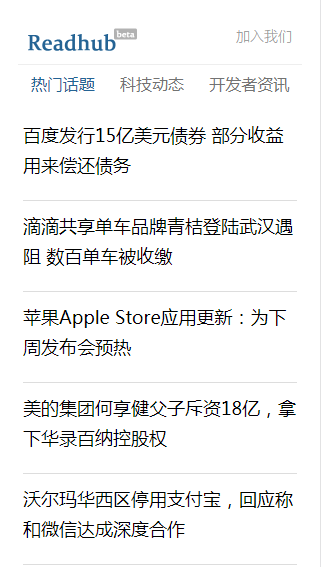 Readhub beta 加入我们
热门话题 科技动态 开发者资讯
百度发行15亿美元债券 部分收益
用来偿还债务
滴滴共享单车品牌青桔登陆武汉遇
阻 数百单车被收缴
苹果Apple Store应用更新：为下
周发布会预热
美的集团何享健父子斥资18亿，拿
下华录百纳控股权
沃尔玛华西区停用支付宝，回应称
和微信达成深度合作